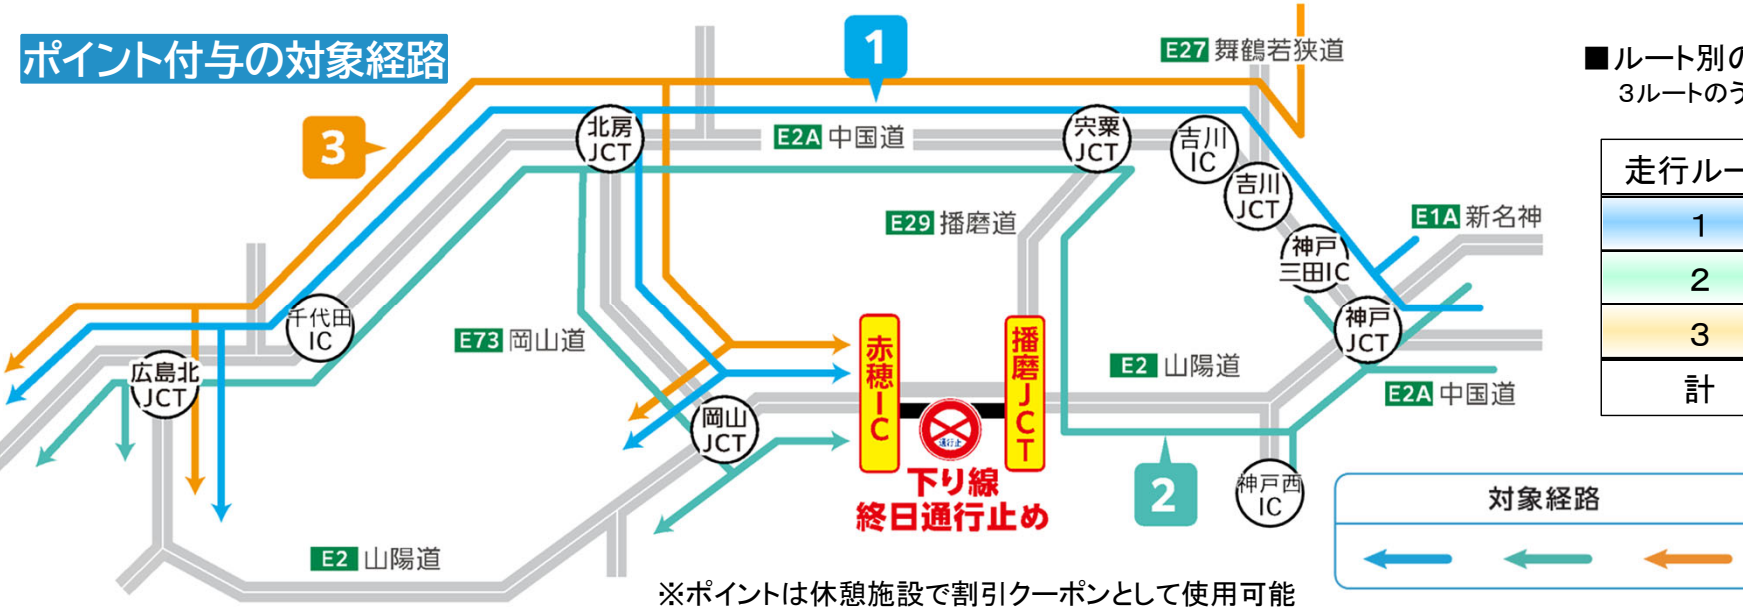 ポイント付与の対象経路
1
E27 舞鶴若狭道
■ルート別の
3ルートのう
3
北房
JCT
E2A 中国道
宍粟
JCT
吉川
IC
吉川
JCT
走行ルー
E29 播磨道
E1A 新名神
1
神戸
三田IC
2
千代田
IC
E73 岡山道
赤穂IC
播磨JCT
神戸
JCT
3
広島北
JCT
E2 山陽道
E2A 中国道
計
岡山
JCT
通行止
下り線
終日通行止め
2
神戸西
IC
対象経路
E2 山陽道
※ポイントは休憩施設で割引クーポンとして使用可能